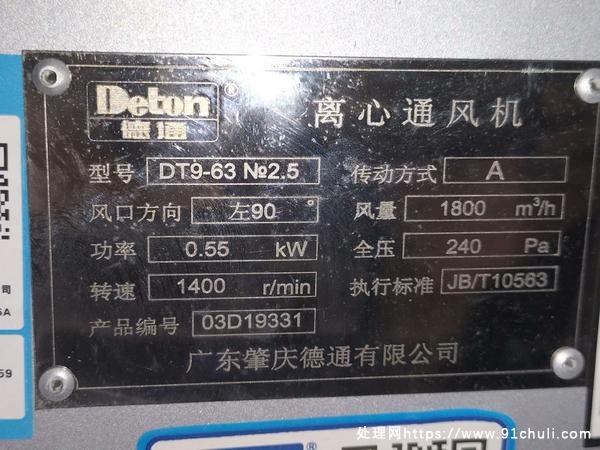 Deton® 离心通风机
德通
型号 DT9-63 №2.5 传动方式 A
风口方向 左90° 风量 1800 m³/h
功率 0.55 kW 全压 240 Pa
转速 1400 r/min 执行标准 JB/T10563
产品编号 03D19331
广东肇庆德通有限公司
司
5A
59
®
处理网https://www.91chuli.com/